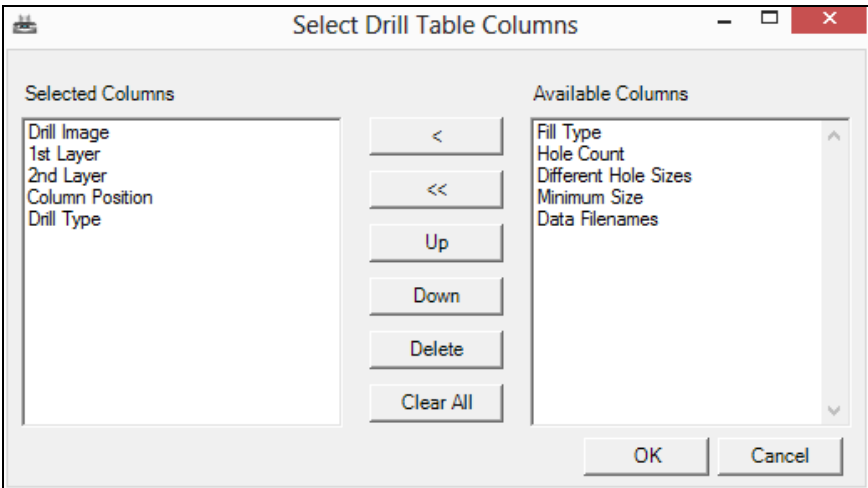 Select Drill Table Columns
Selected Columns
Drill Image
1st Layer
2nd Layer
Column Position
Drill Type
<
<<
Up
Down
Delete
Clear All
Available Columns
Fill Type
Hole Count
Different Hole Sizes
Minimum Size
Data Filenames
OK
Cancel